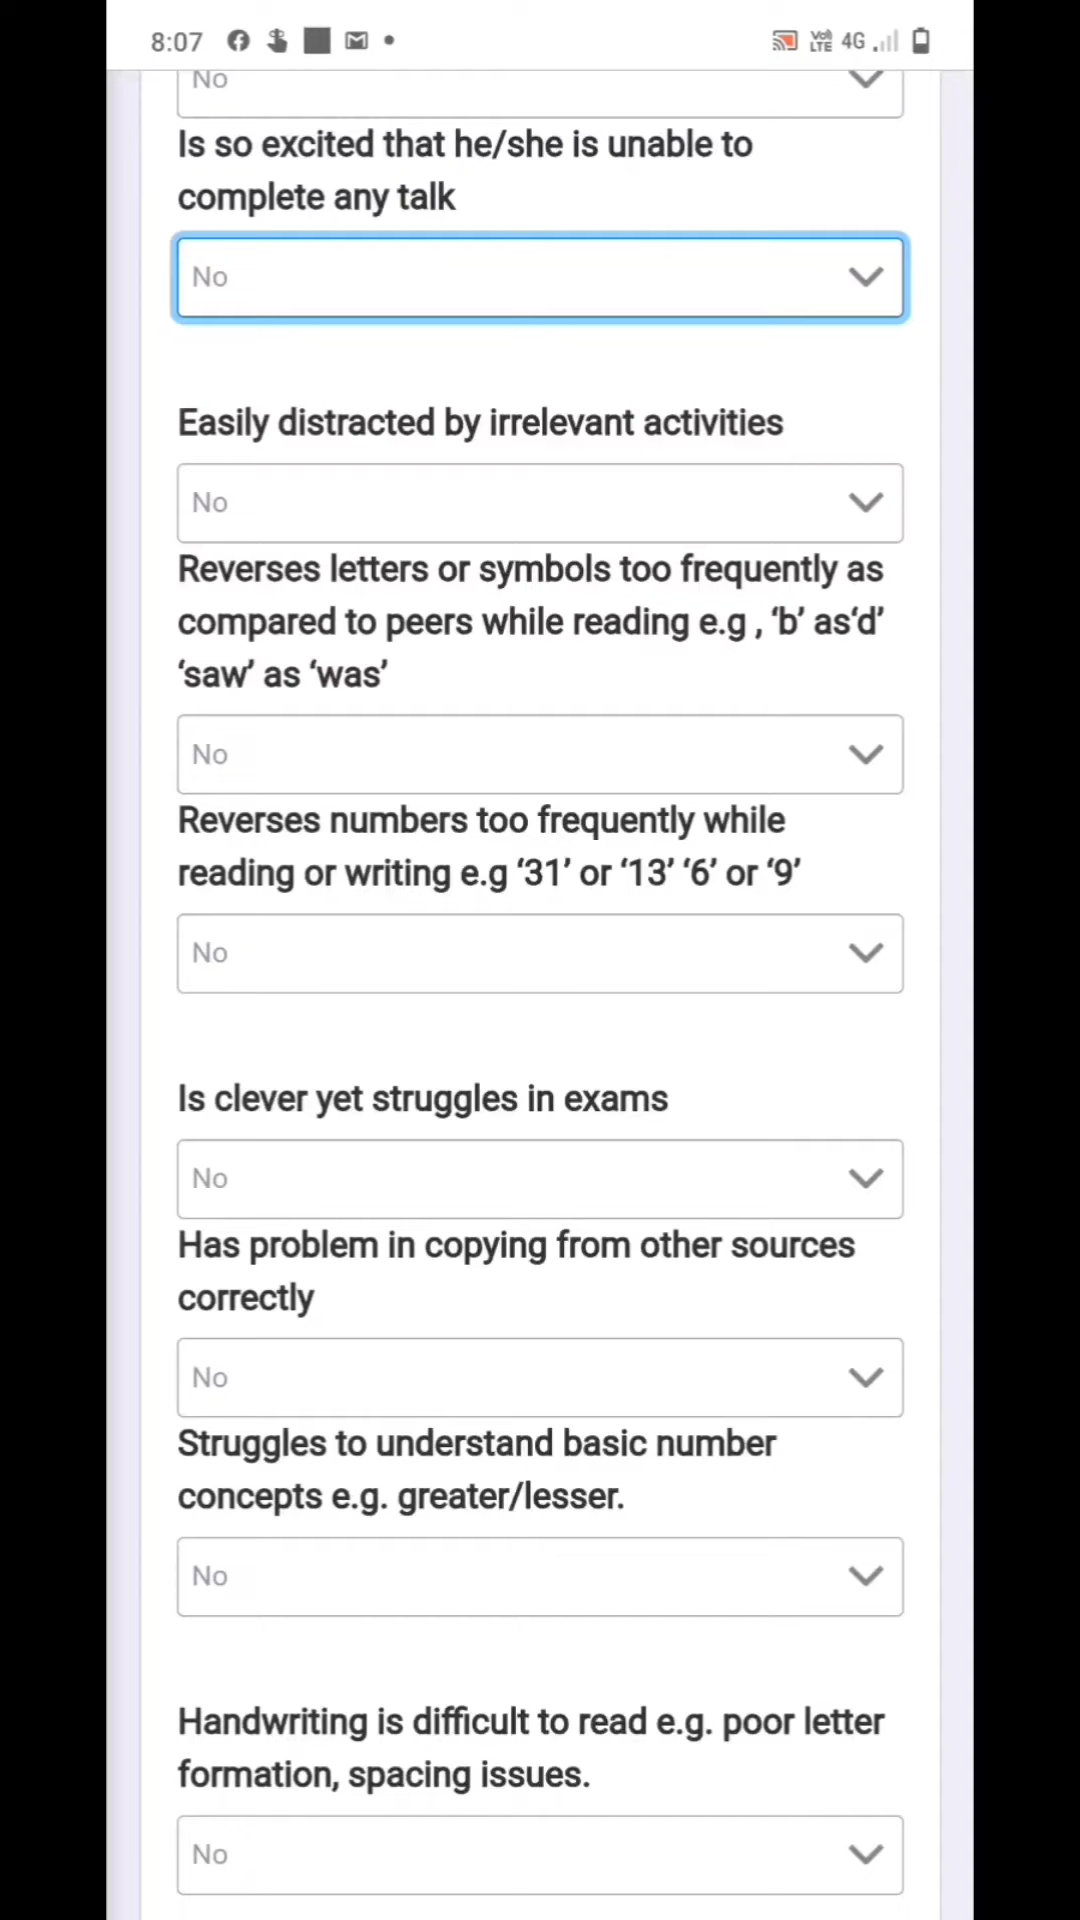 8:07
Vo) LTE 4G
No
Is so excited that he/she is unable to
complete any talk
No
Easily distracted by irrelevant activities
No
Reverses letters or symbols too frequently as
compared to peers while reading e.g , ‘b’ as‘d’
‘saw’ as ‘was’
No
Reverses numbers too frequently while
reading or writing e.g ‘31’ or ‘13’ ‘6’ or ‘9’
No
Is clever yet struggles in exams
No
Has problem in copying from other sources
correctly
No
Struggles to understand basic number
concepts e.g. greater/lesser.
No
Handwriting is difficult to read e.g. poor letter
formation, spacing issues.
No